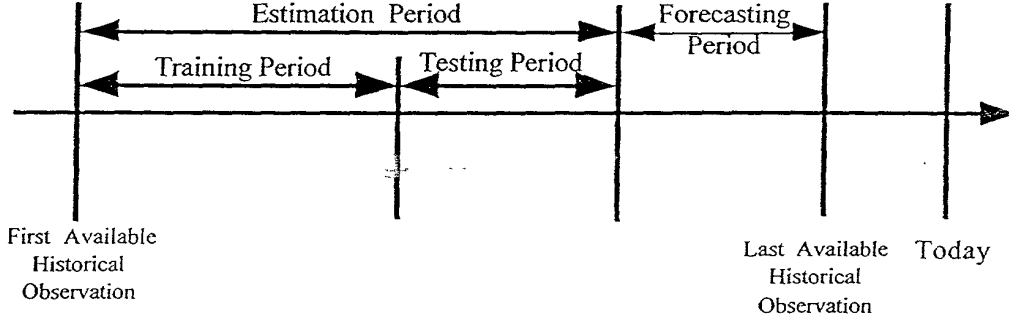 Estimation Period
Forecasting
Period
Training Period
Testing Period
First Available
Historical
Observation
Last Available
Historical
Observation
Today